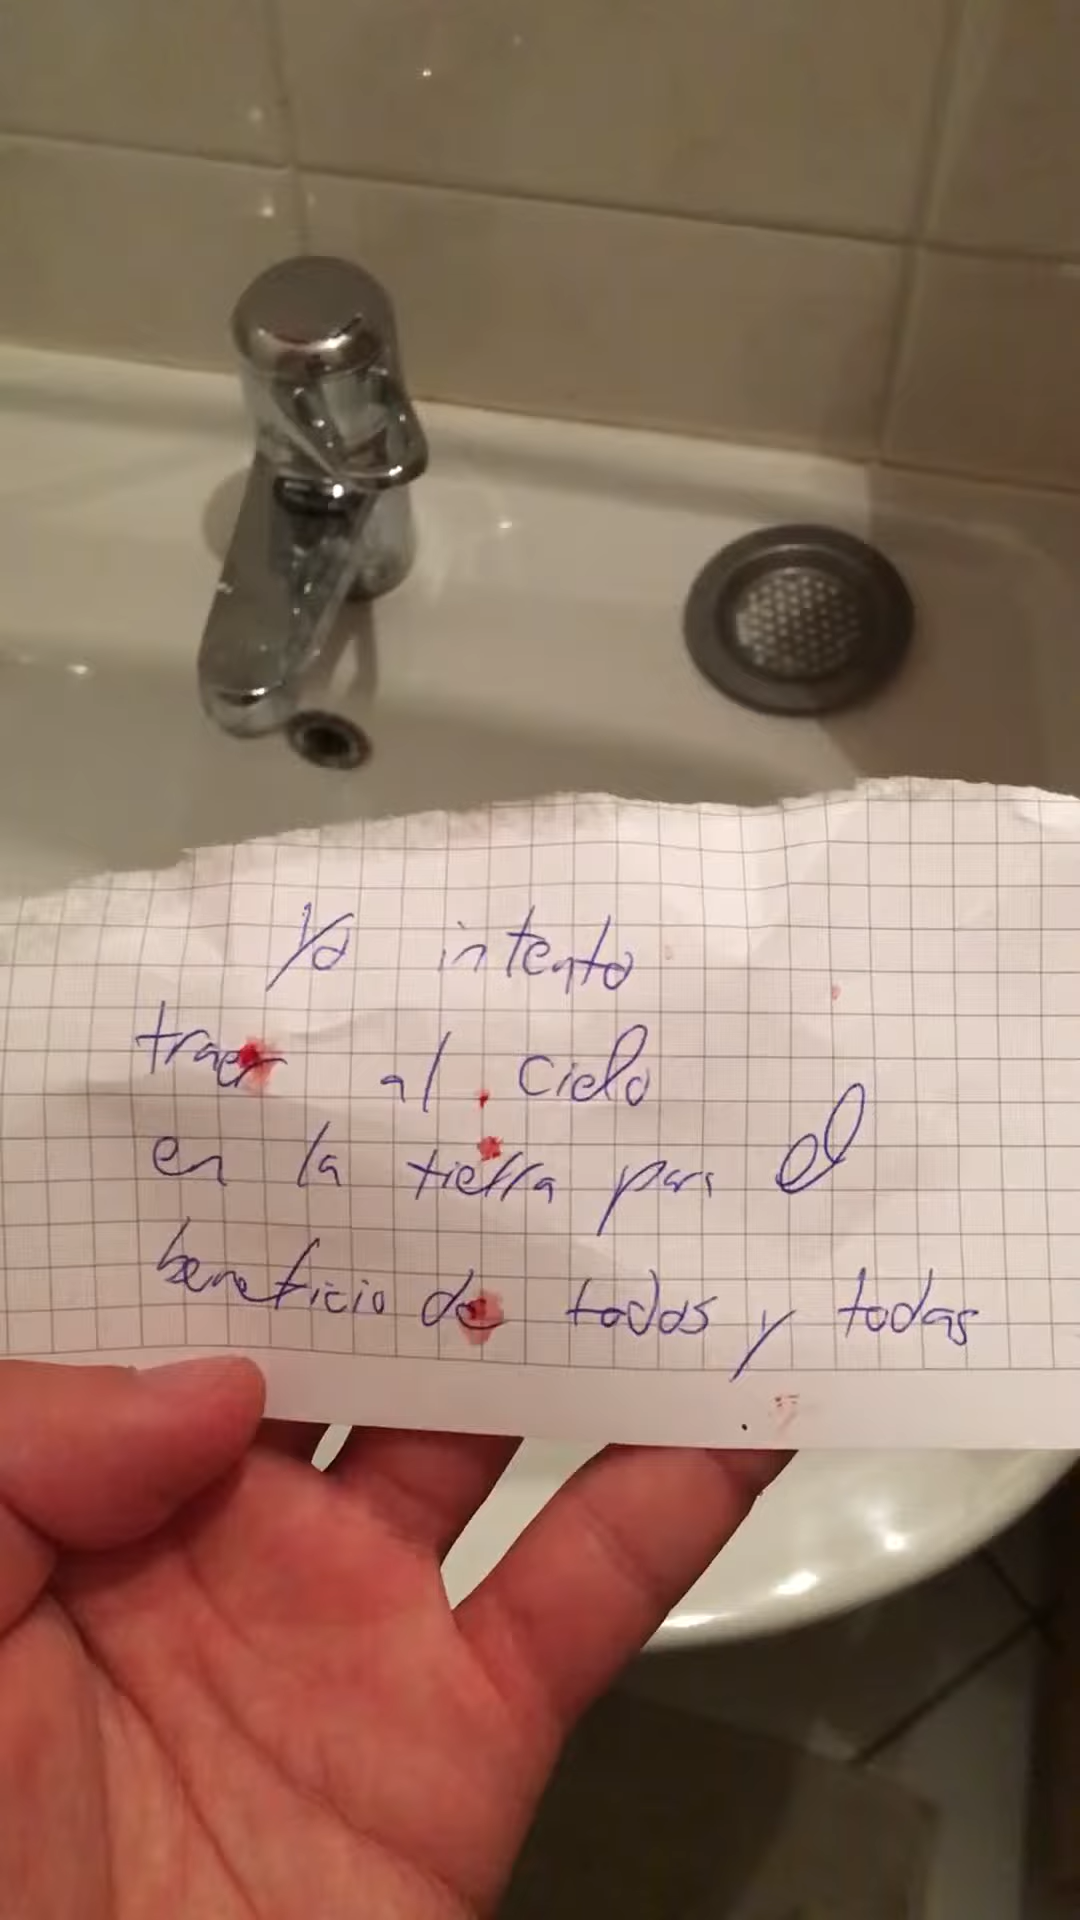 Yo intento
traer al cielo
en la tierra para el
beneficio de todos y todas